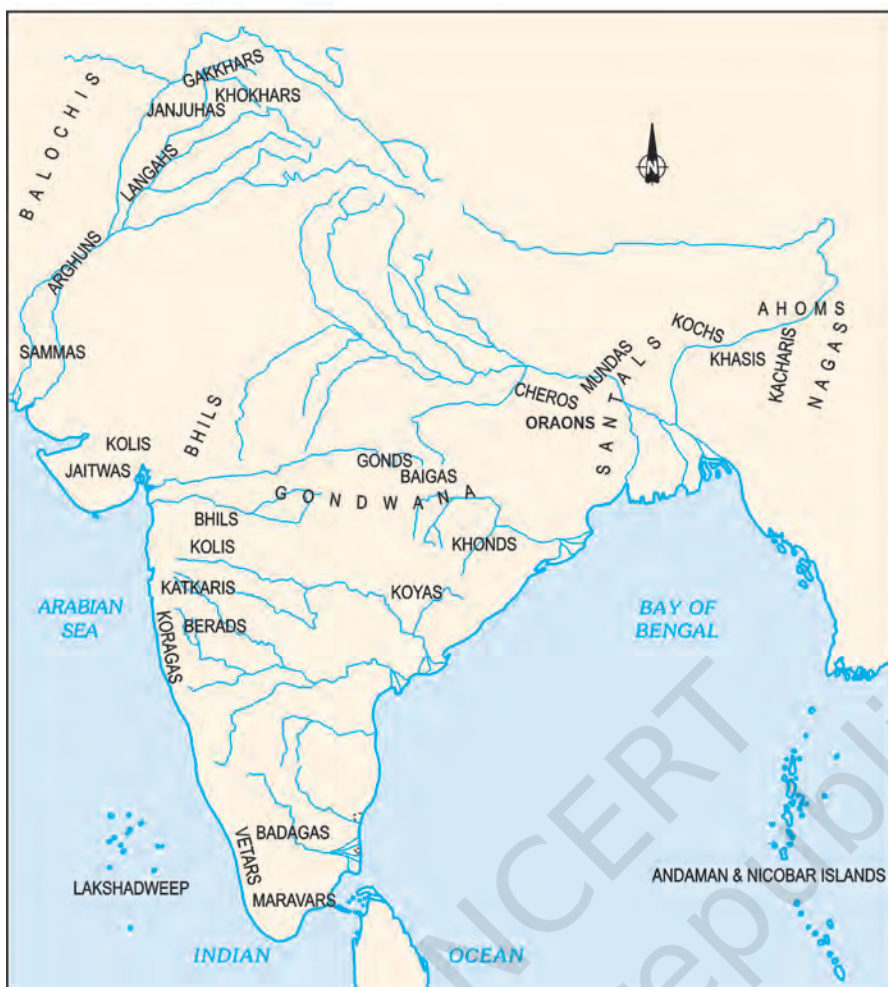 GAKKHARS
BALOCHIS
KHOKHARS
JANJUHAS
LANGAHS
N
ARGHUNS
AHOMS
SAMMAS
KOCHS
KHASIS
KACHARIS
NAGAS
MUNDAS
CHEROS
SANTALS
ORAONS
BHILS
KOLIS
JAITWAS
GONDS
BAIGAS
GONDWANA
BHILS
KHONDS
KOLIS
KATKARIS
KOYAS
ARABIAN
SEA
BAY OF
BENGAL
BERADS
KORAGAS
BADAGAS
VETARS
LAKSHADWEEP
MARAVARS
ANDAMAN & NICOBAR ISLANDS
INDIAN OCEAN
NCERT
republi